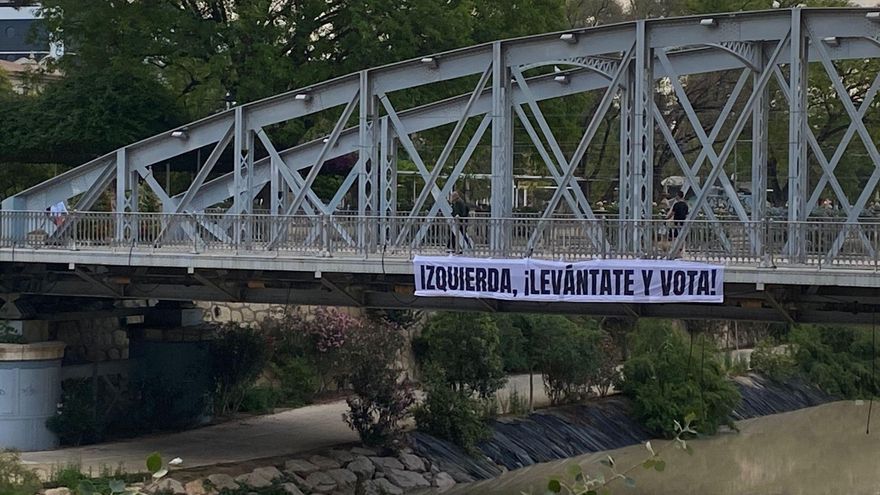 IZQUIERDA, ¡LEVÁNTATE Y VOTA!